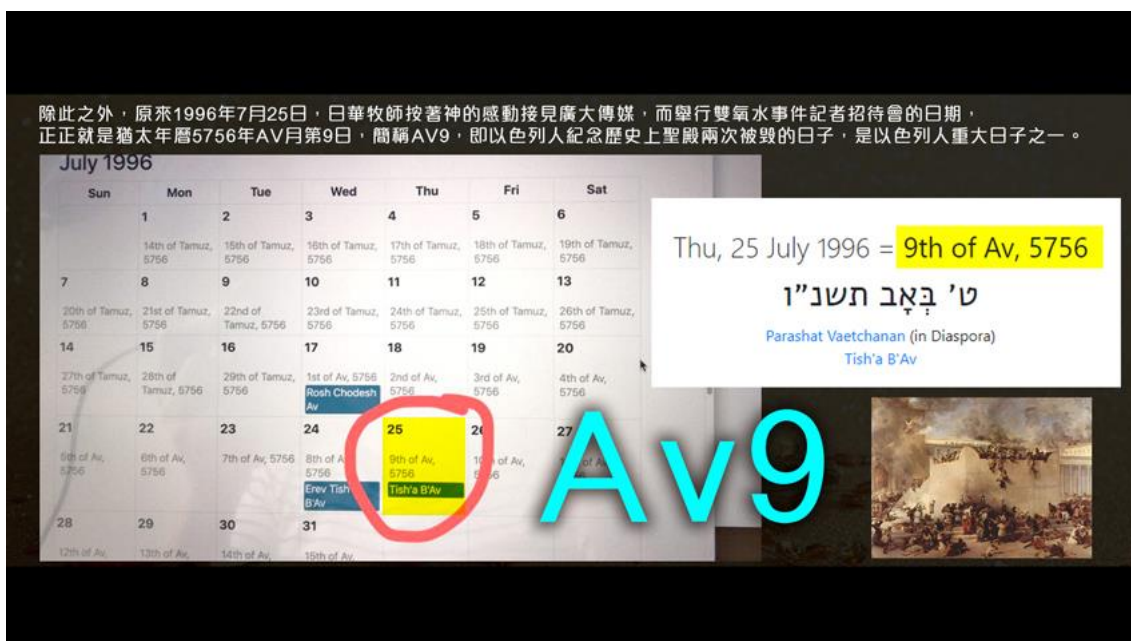 除此之外，原來1996年7月25日，日華牧師按著神的感動接見廣大傳媒，而舉行雙氧水事件記者招待會的日期，
正正就是猶太年曆5756年AV月第9日，簡稱AV9，即以色列人紀念歷史上聖殿兩次被毀的日子，是以色列人重大日子之一。
July 1996
Sun Mon Tue Wed Thu Fri Sat
1 2 3 4 5 6
14th of Tamuz, 15th of Tamuz, 16th of Tamuz, 17th of Tamuz, 18th of Tamuz, 19th of Tamuz,
5756 5756 5756 5756 5756 5756
7 8 9 10 11 12 13
20th of Tamuz, 21st of Tamuz, 22nd of 23rd of Tamuz, 24th of Tamuz, 25th of Tamuz, 26th of Tamuz,
5756 5756 Tamuz, 5756 5756 5756 5756 5756
14 15 16 17 18 19 20
27th of Tamuz, 28th of 29th of Tamuz, 1st of Av, 5756 2nd of Av, 3rd of Av, 4th of Av,
5756 Tamuz, 5756 5756 Rosh Chodesh Av 5756 5756 5756
21 22 23 24 25 26 27
5th of Av, 6th of Av, 7th of Av, 5756 8th of 9th of Av, of Av,
5756 5756 5756 5756
Erev Tish B'Av Tish'a B'Av
28 29 30 31
12th of Av, 13th of Av, 14th of Av, 15th of Av,
Thu, 25 July 1996 = 9th of Av, 5756
ט׳ בְּאָב תשנ״ו
Parashat Vaetchanan (in Diaspora)
Tish'a B'Av
Av9